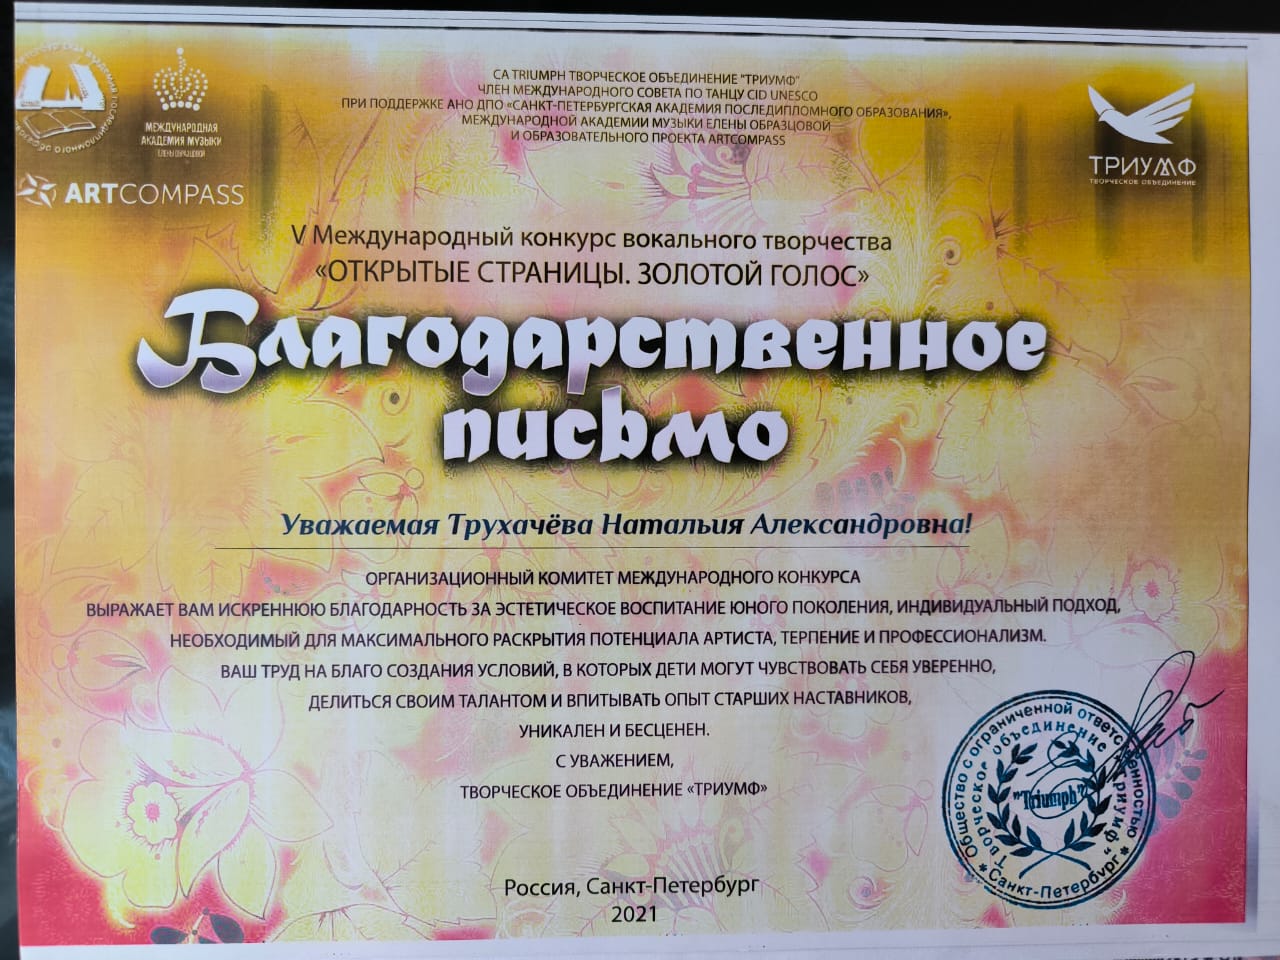 СА TRIUMPH ТВОРЧЕСКОЕ ОБЪЕДИНЕНИЕ "ТРИУМФ"
ЧЛЕН МЕЖДУНАРОДНОГО СОВЕТА ПО ТАНЦУ CID UNESCO
ПРИ ПОДДЕРЖКЕ АНО ДПО «САНКТ-ПЕТЕРБУРГСКАЯ АКАДЕМИЯ ПОСЛЕДИПЛОМНОГО ОБРАЗОВАНИЯ»,
МЕЖДУНАРОДНОЙ АКАДЕМИИ МУЗЫКИ ЕЛЕНЫ ОБРАЗЦОВОЙ
И ОБРАЗОВАТЕЛЬНОГО ПРОЕКТА ARTCOMPASS
МЕЖДУНАРОДНАЯ
АКАДЕМИЯ МУЗЫКИ
ЕЛЕНЫ ОБРАЗЦОВОЙ
ARTCOMPASS
ТРИУМФ
ТВОРЧЕСКОЕ ОБЪЕДИНЕНИЕ
V Международный конкурс вокального творчества
«ОТКРЫТЫЕ СТРАНИЦЫ. ЗОЛОТОЙ ГОЛОС»
Благодарственное
письмо
Уважаемая Трухачёва Натальия Александровна!
ОРГАНИЗАЦИОННЫЙ КОМИТЕТ МЕЖДУНАРОДНОГО КОНКУРСА
ВЫРАЖАЕТ ВАМ ИСКРЕННЮЮ БЛАГОДАРНОСТЬ ЗА ЭСТЕТИЧЕСКОЕ ВОСПИТАНИЕ ЮНОГО ПОКОЛЕНИЯ, ИНДИВИДУАЛЬНЫЙ ПОДХОД,
НЕОБХОДИМЫЙ ДЛЯ МАКСИМАЛЬНОГО РАСКРЫТИЯ ПОТЕНЦИАЛА АРТИСТА, ТЕРПЕНИЕ И ПРОФЕССИОНАЛИЗМ.
ВАШ ТРУД НА БЛАГО СОЗДАНИЯ УСЛОВИЙ, В КОТОРЫХ ДЕТИ МОГУТ ЧУВСТВОВАТЬ СЕБЯ УВЕРЕННО,
ДЕЛИТЬСЯ СВОИМ ТАЛАНТОМ И ВПИТЫВАТЬ ОПЫТ СТАРШИХ НАСТАВНИКОВ,
УНИКАЛЕН И БЕСЦЕНЕН.
С УВАЖЕНИЕМ,
ТВОРЧЕСКОЕ ОБЪЕДИНЕНИЕ «ТРИУМФ»
Общество с ограниченной ответственностью
Творческое объединение "Триумф"
"Triumph"
* Санкт-Петербург *
Россия, Санкт-Петербург
2021